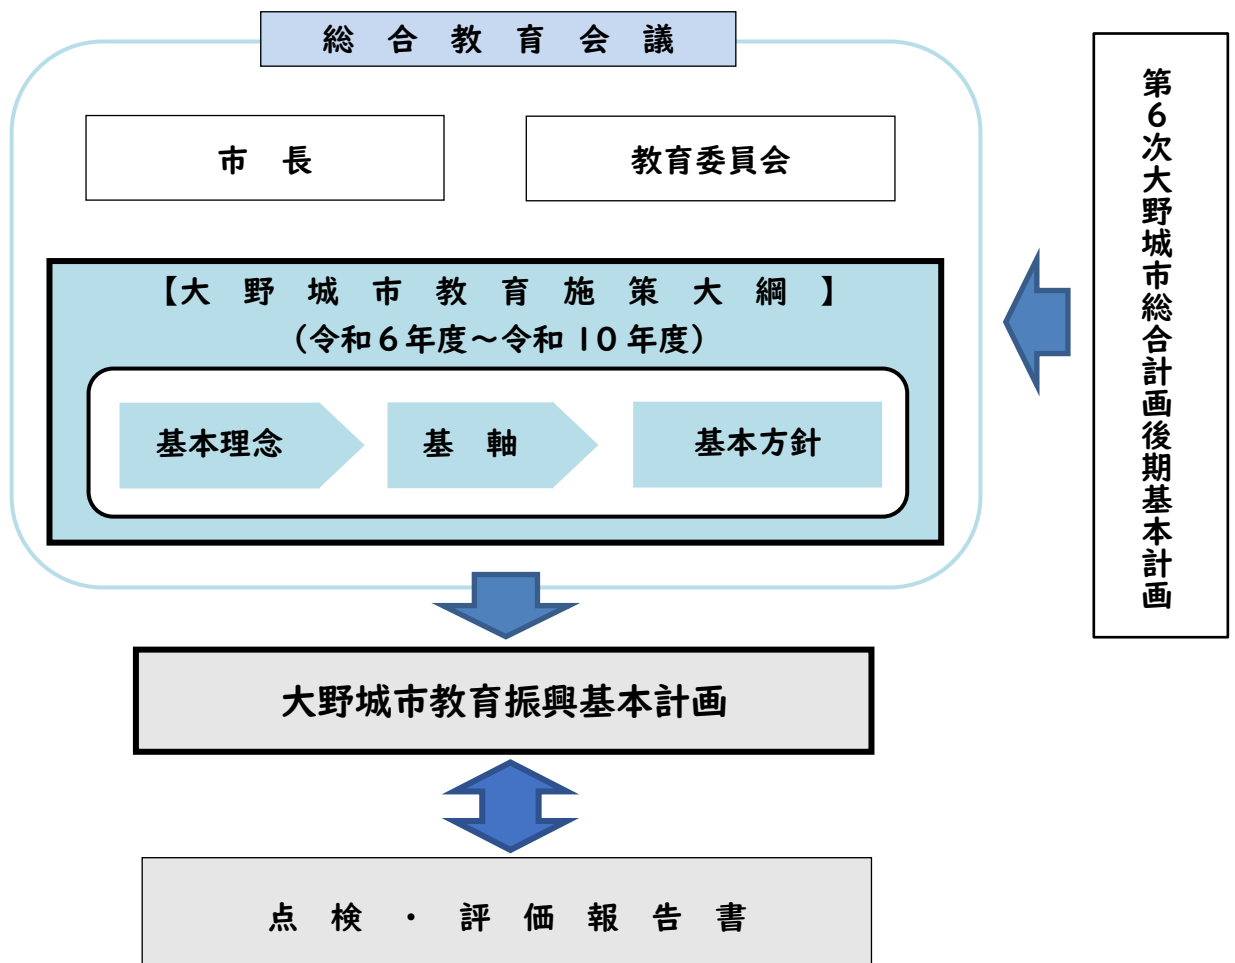 総合教育会議
市長
教育委員会
【大野城市教育施策大綱】
(令和6年度～令和10年度)
基本理念
基軸
基本方針
第6次大野城市総合計画後期基本計画
大野城市教育振興基本計画
点検・評価報告書